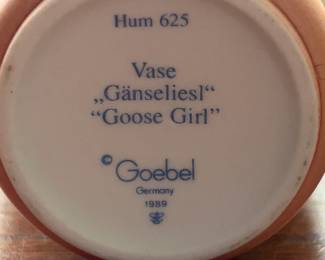 Hum 625
Vase
„Gänseliesl“
“Goose Girl”
© Goebel
Germany
1989